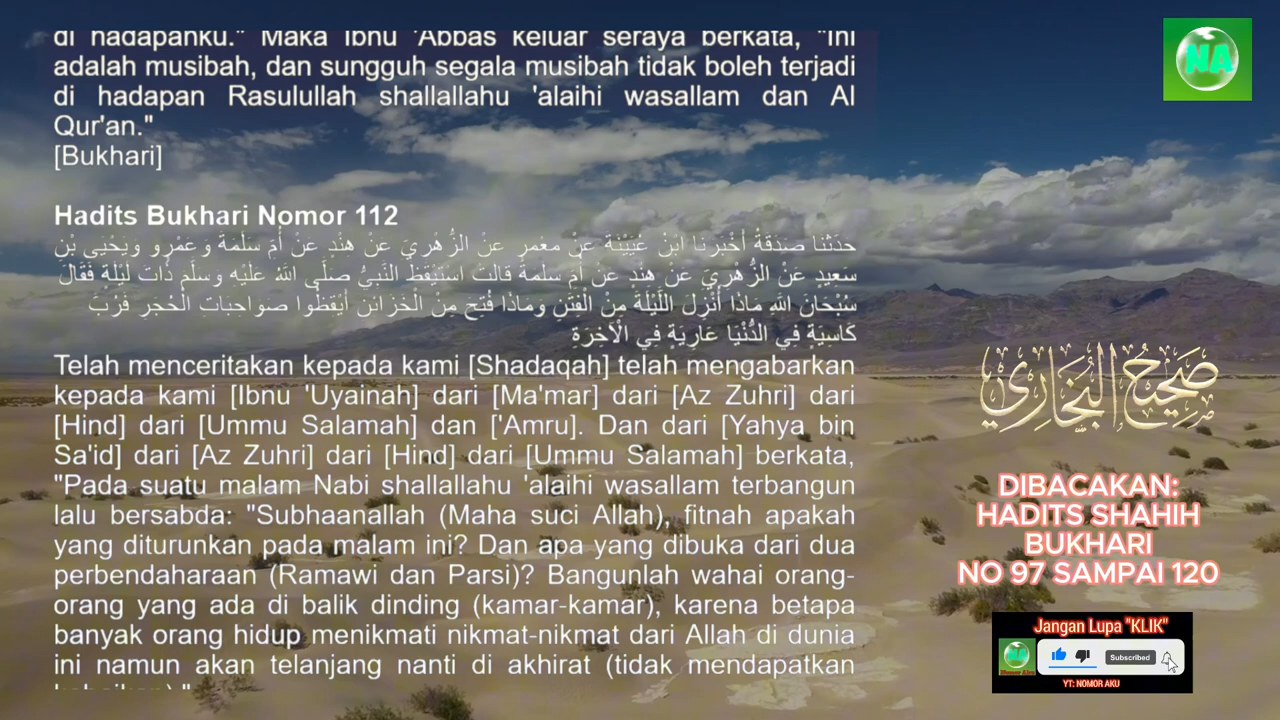 di hadapanku." Maka Ibnu 'Abbas keluar seraya berkata, "Ini
adalah musibah, dan sungguh segala musibah tidak boleh terjadi
di hadapan Rasulullah shallallahu 'alaihi wasallam dan Al
Qur'an."
[Bukhari]
Hadits Bukhari Nomor 112
حَدَّثَنَا صَدَقَةُ أَخْبَرَنَا ابْنُ عُيَيْنَةَ عَنْ مَعْمَرٍ عَنْ الزُّهْرِيِّ عَنْ هِنْدٍ عَنْ أُمِّ سَلَمَةَ وَعَمْرٍو وَيَحْيَى بْنِ
سَعِيدٍ عَنْ الزُّهْرِيِّ عَنْ هِنْدٍ عَنْ أُمِّ سَلَمَةَ قَالَتْ اسْتَيْقَظَ النَّبِيُّ صَلَّى اللَّهُ عَلَيْهِ وَسَلَّمَ ذَاتَ لَيْلَةٍ فَقَالَ
سُبْحَانَ اللَّهِ مَاذَا أُنْزِلَ اللَّيْلَةَ مِنْ الْفِتَنِ وَمَاذَا فُتِحَ مِنْ الْخَزَائِنِ أَيْقِظُوا صَوَاحِبَاتِ الْحُجَرِ فَرُبَّ
كَاسِيَةٍ فِي الدُّنْيَا عَارِيَةٍ فِي الْآخِرَةِ
Telah menceritakan kepada kami [Shadaqah] telah mengabarkan
kepada kami [Ibnu 'Uyainah] dari [Ma'mar] dari [Az Zuhri] dari
[Hind] dari [Ummu Salamah] dan ['Amru]. Dan dari [Yahya bin
Sa'id] dari [Az Zuhri] dari [Hind] dari [Ummu Salamah] berkata,
"Pada suatu malam Nabi shallallahu 'alaihi wasallam terbangun
lalu bersabda: "Subhaanallah (Maha suci Allah), fitnah apakah
yang diturunkan pada malam ini? Dan apa yang dibuka dari dua
perbendaharaan (Ramawi dan Parsi)? Bangunlah wahai orang-
orang yang ada di balik dinding (kamar-kamar), karena betapa
banyak orang hidup menikmati nikmat-nikmat dari Allah di dunia
ini namun akan telanjang nanti di akhirat (tidak mendapatkan
NA
صحيح البخاري
DIBACAKAN:
HADITS SHAHIH
BUKHARI
NO 97 SAMPAI 120
Jangan Lupa "KLIK"
NA
Subscribed
YT: NOMOR AKU